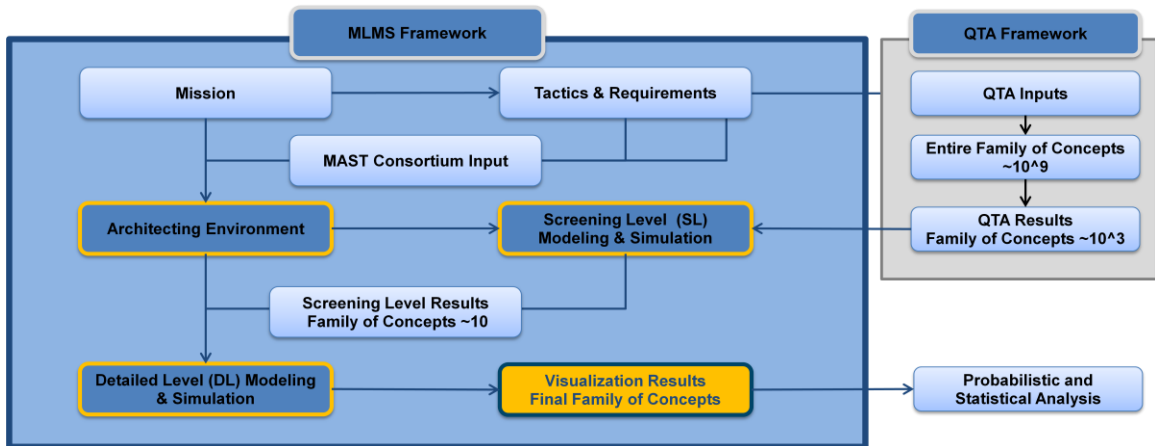 MLMS Framework
QTA Framework
Mission
Tactics & Requirements
QTA Inputs
MAST Consortium Input
Entire Family of Concepts
~10^9
Architecting Environment
Screening Level (SL)
Modeling & Simulation
QTA Results
Family of Concepts ~10^3
Screening Level Results
Family of Concepts ~10
Detailed Level (DL) Modeling
& Simulation
Visualization Results
Final Family of Concepts
Probabilistic and
Statistical Analysis